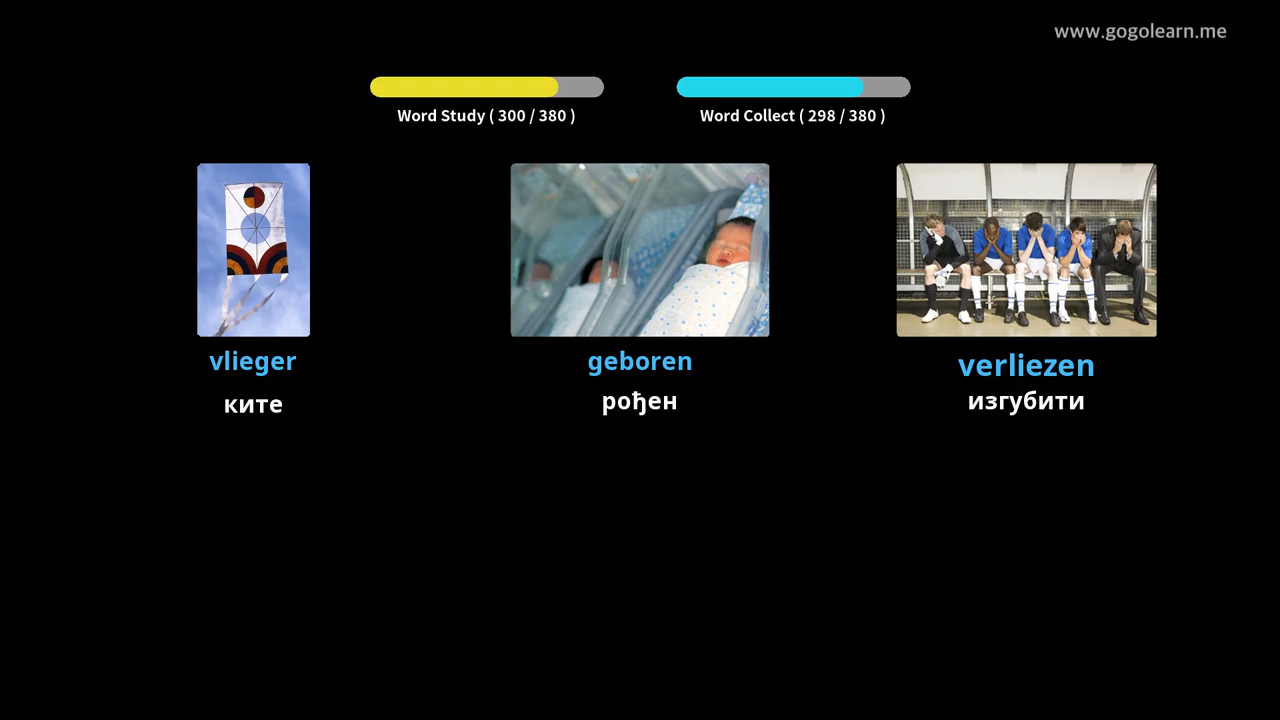 www.gogolearn.me
Word Study ( 300 / 380 )
Word Collect ( 298 / 380 )
vlieger
geboren
verliezen
ките
рођен
изгубити